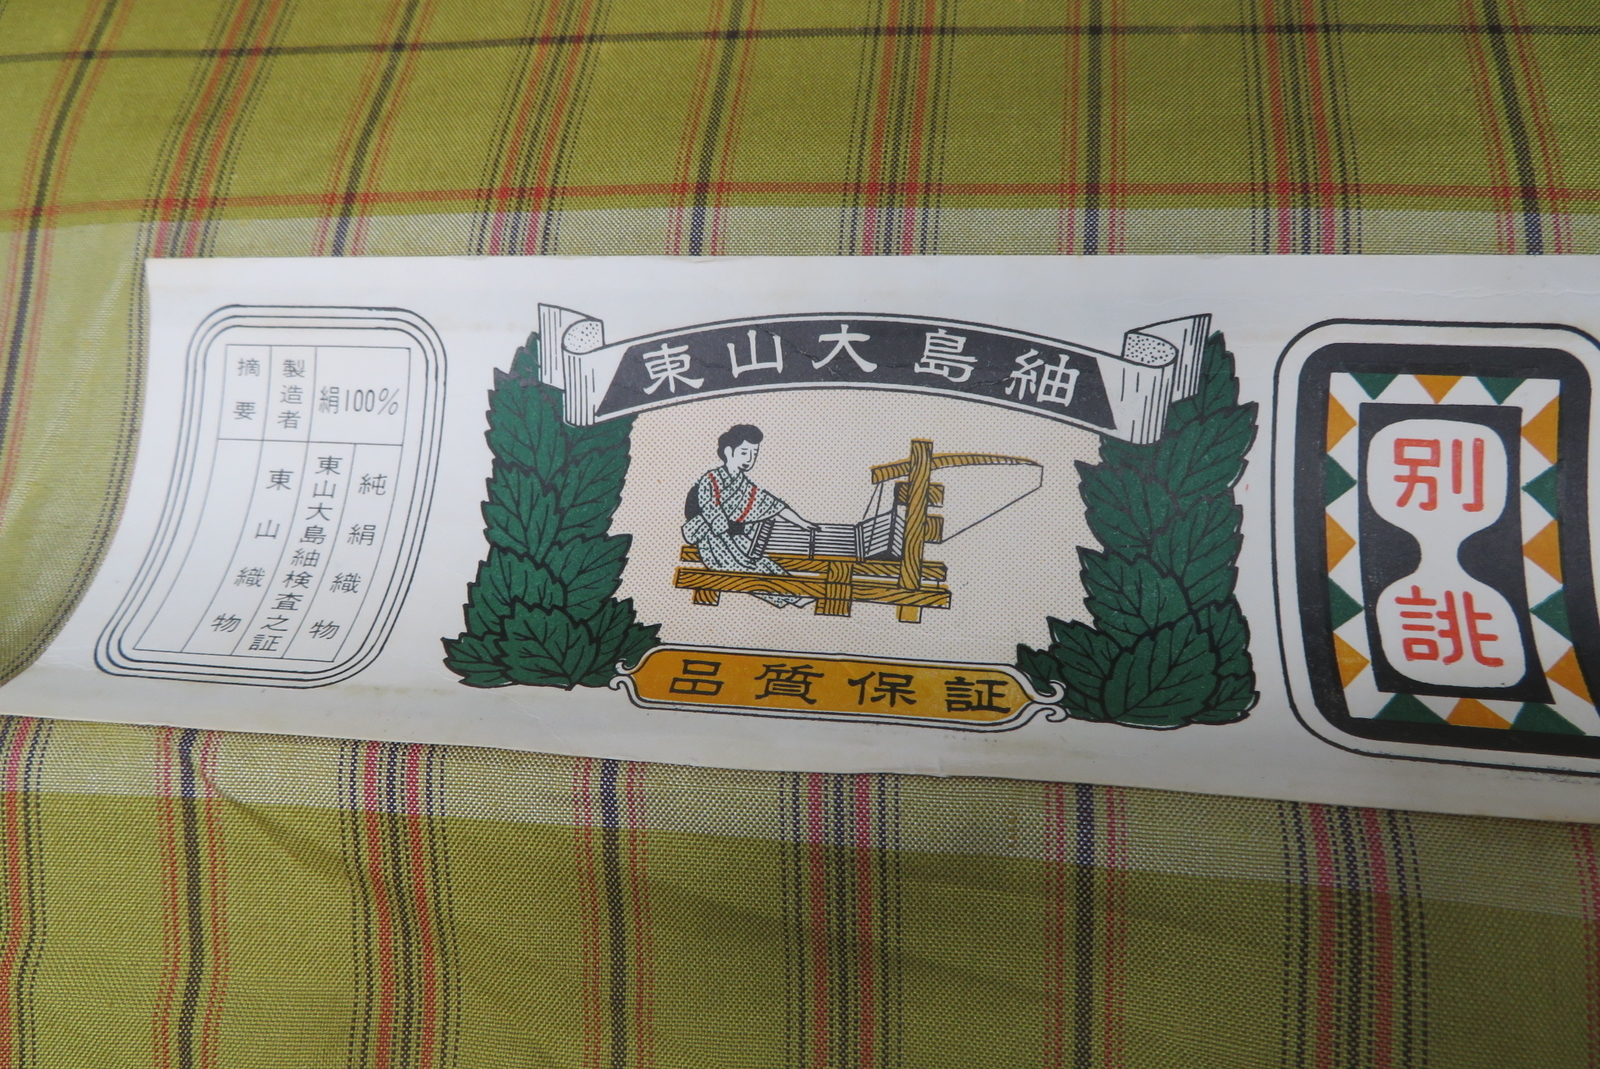 東山大島紬
品質保証
別誂
絹100%
純絹織物
東山大島紬検査之証
製造者
東山織物
摘要